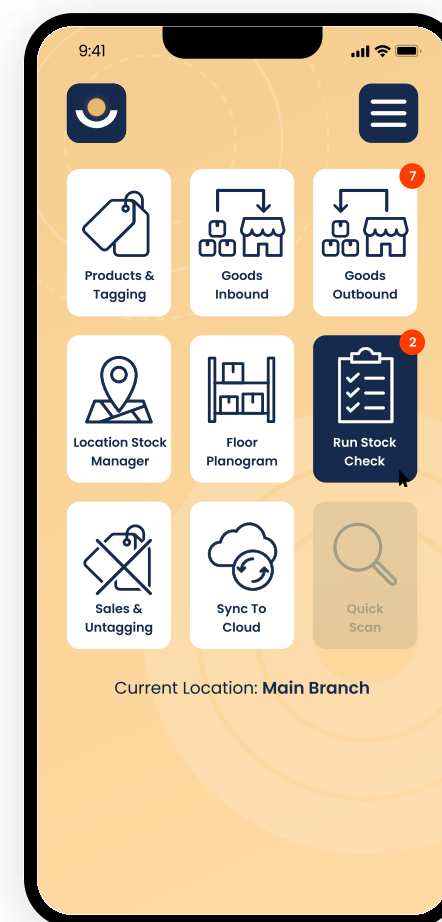 9:41
7
Products &
Tagging
Goods
Inbound
Goods
Outbound
2
Location Stock
Manager
Floor
Planogram
Run Stock
Check
Sales &
Untagging
Sync To
Cloud
Quick
Scan
Current Location: Main Branch